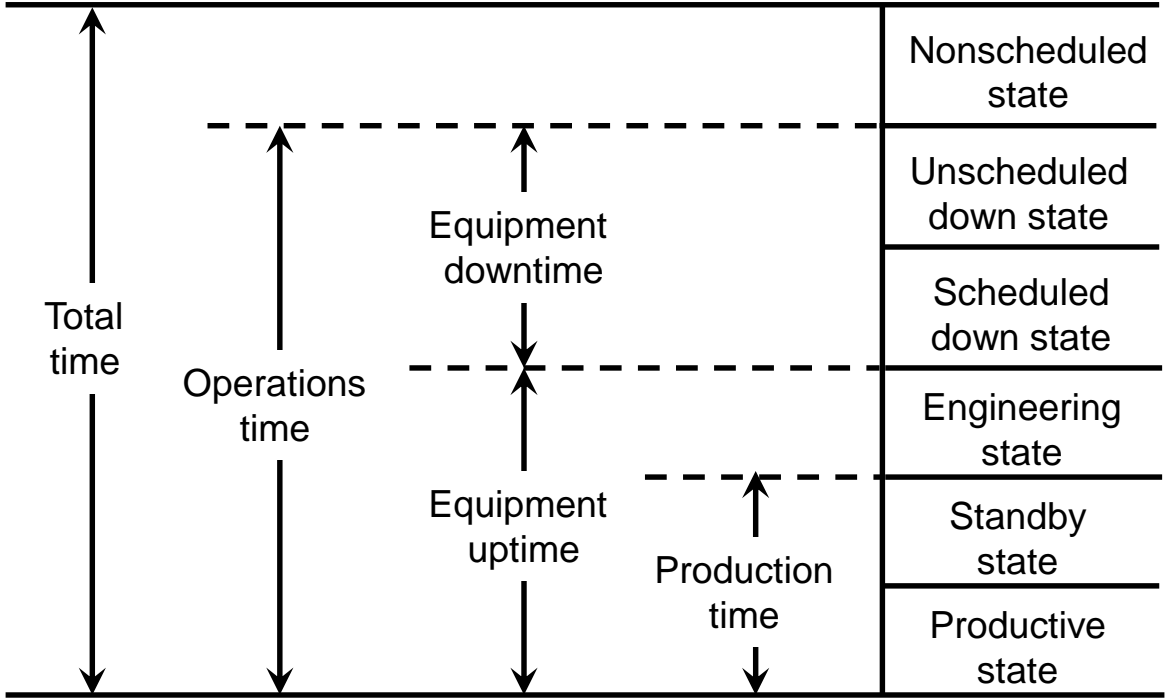 Nonscheduled
state
Unscheduled
down state
Equipment
downtime
Scheduled
down state
Total
time
Operations
time
Engineering
state
Equipment
uptime
Standby
state
Production
time
Productive
state